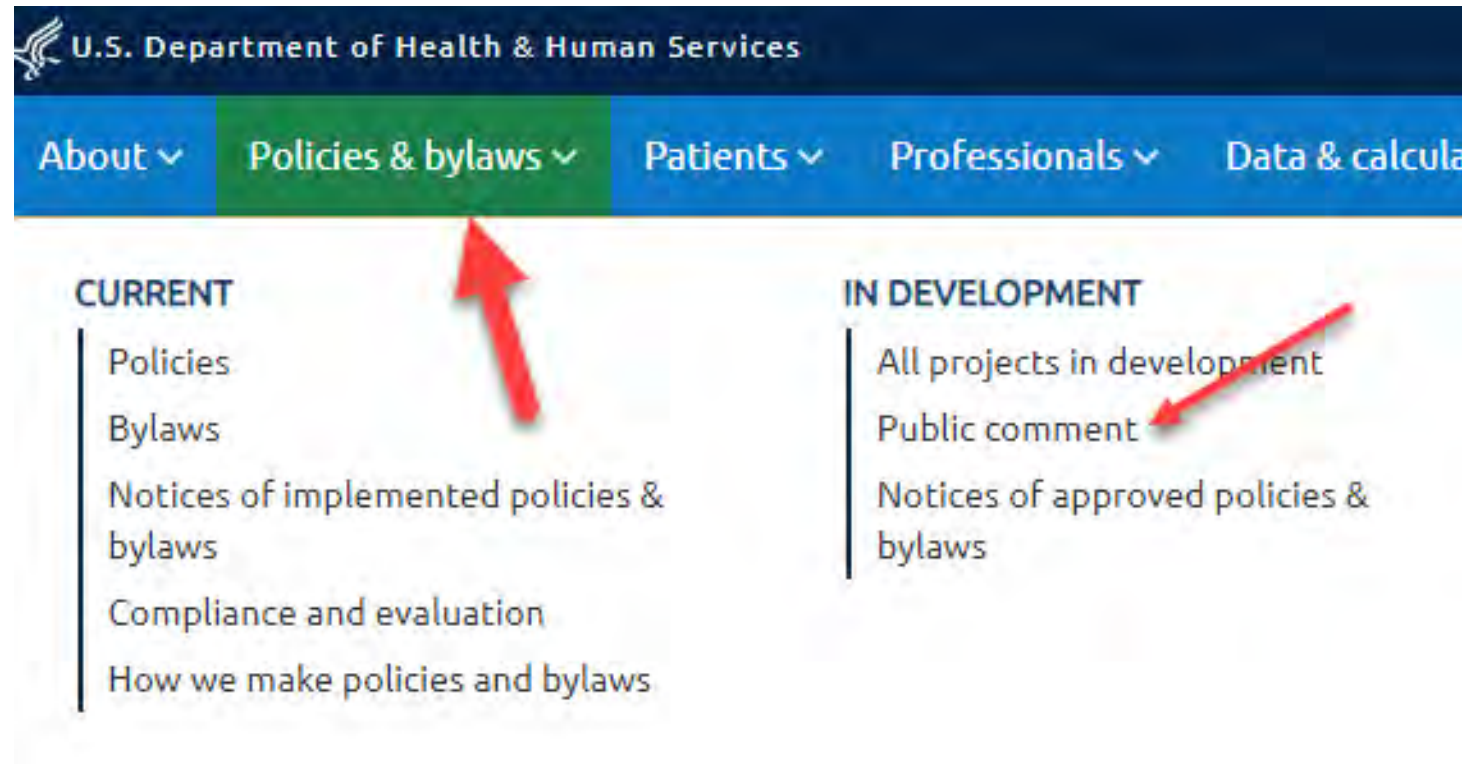 U.S. Department of Health & Human Services
About Policies & bylaws Patients Professionals Data & calcula
CURRENT
Policies
Bylaws
Notices of implemented policies &
bylaws
Compliance and evaluation
How we make policies and bylaws
IN DEVELOPMENT
All projects in development
Public comment
Notices of approved policies &
bylaws